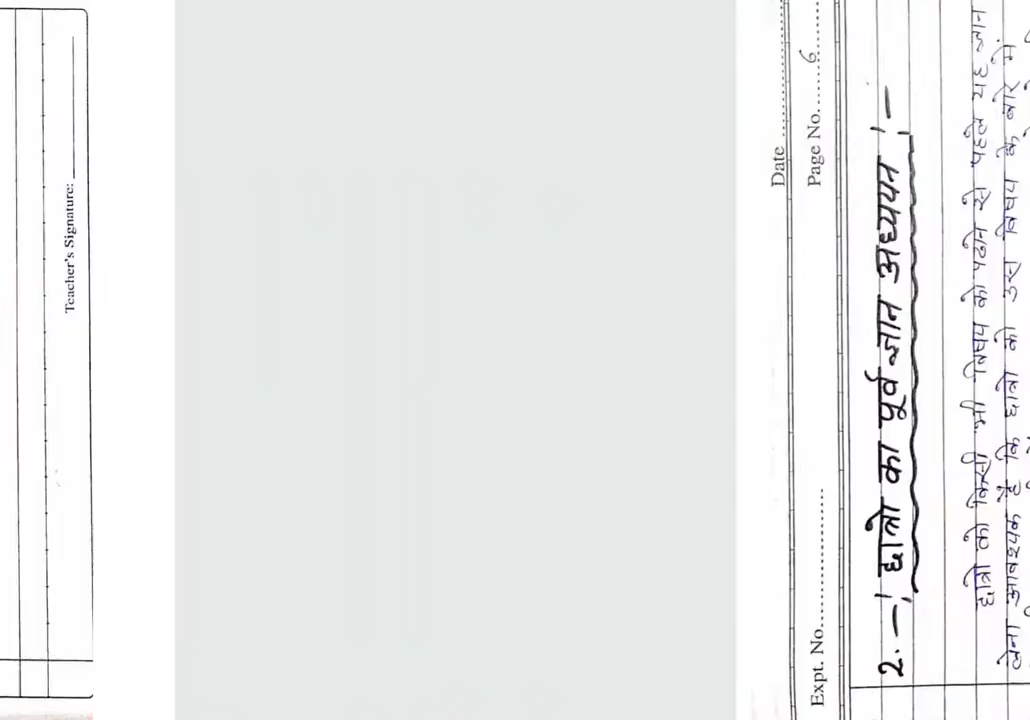 Teacher's Signature: ____________
Date ....................
Page No.......6........
Expt. No......................
2. —! छात्रो का पूर्व ज्ञान अध्ययन !—
छात्रो को किसी भी विषय को पढाने से पहले यह जान
लेना आवश्यक है कि छात्रो को उस विषय के बारे में